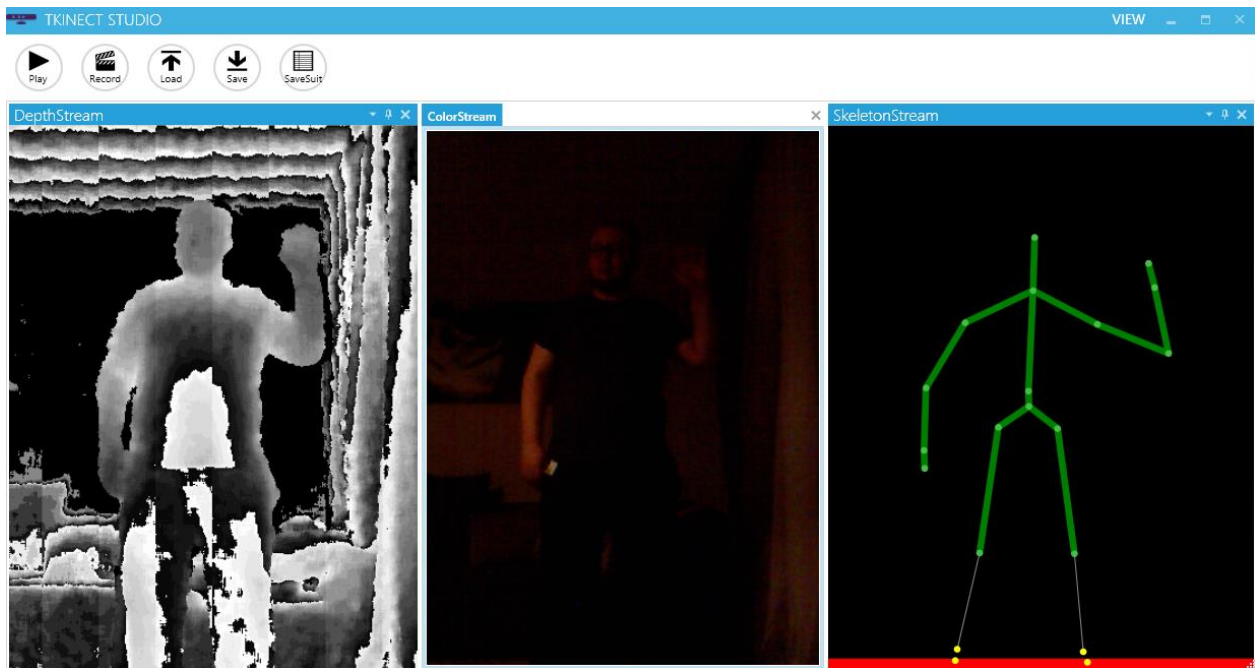 TKINECT STUDIO VIEW
Play Record Load Save SaveSuit
DepthStream ColorStream SkeletonStream